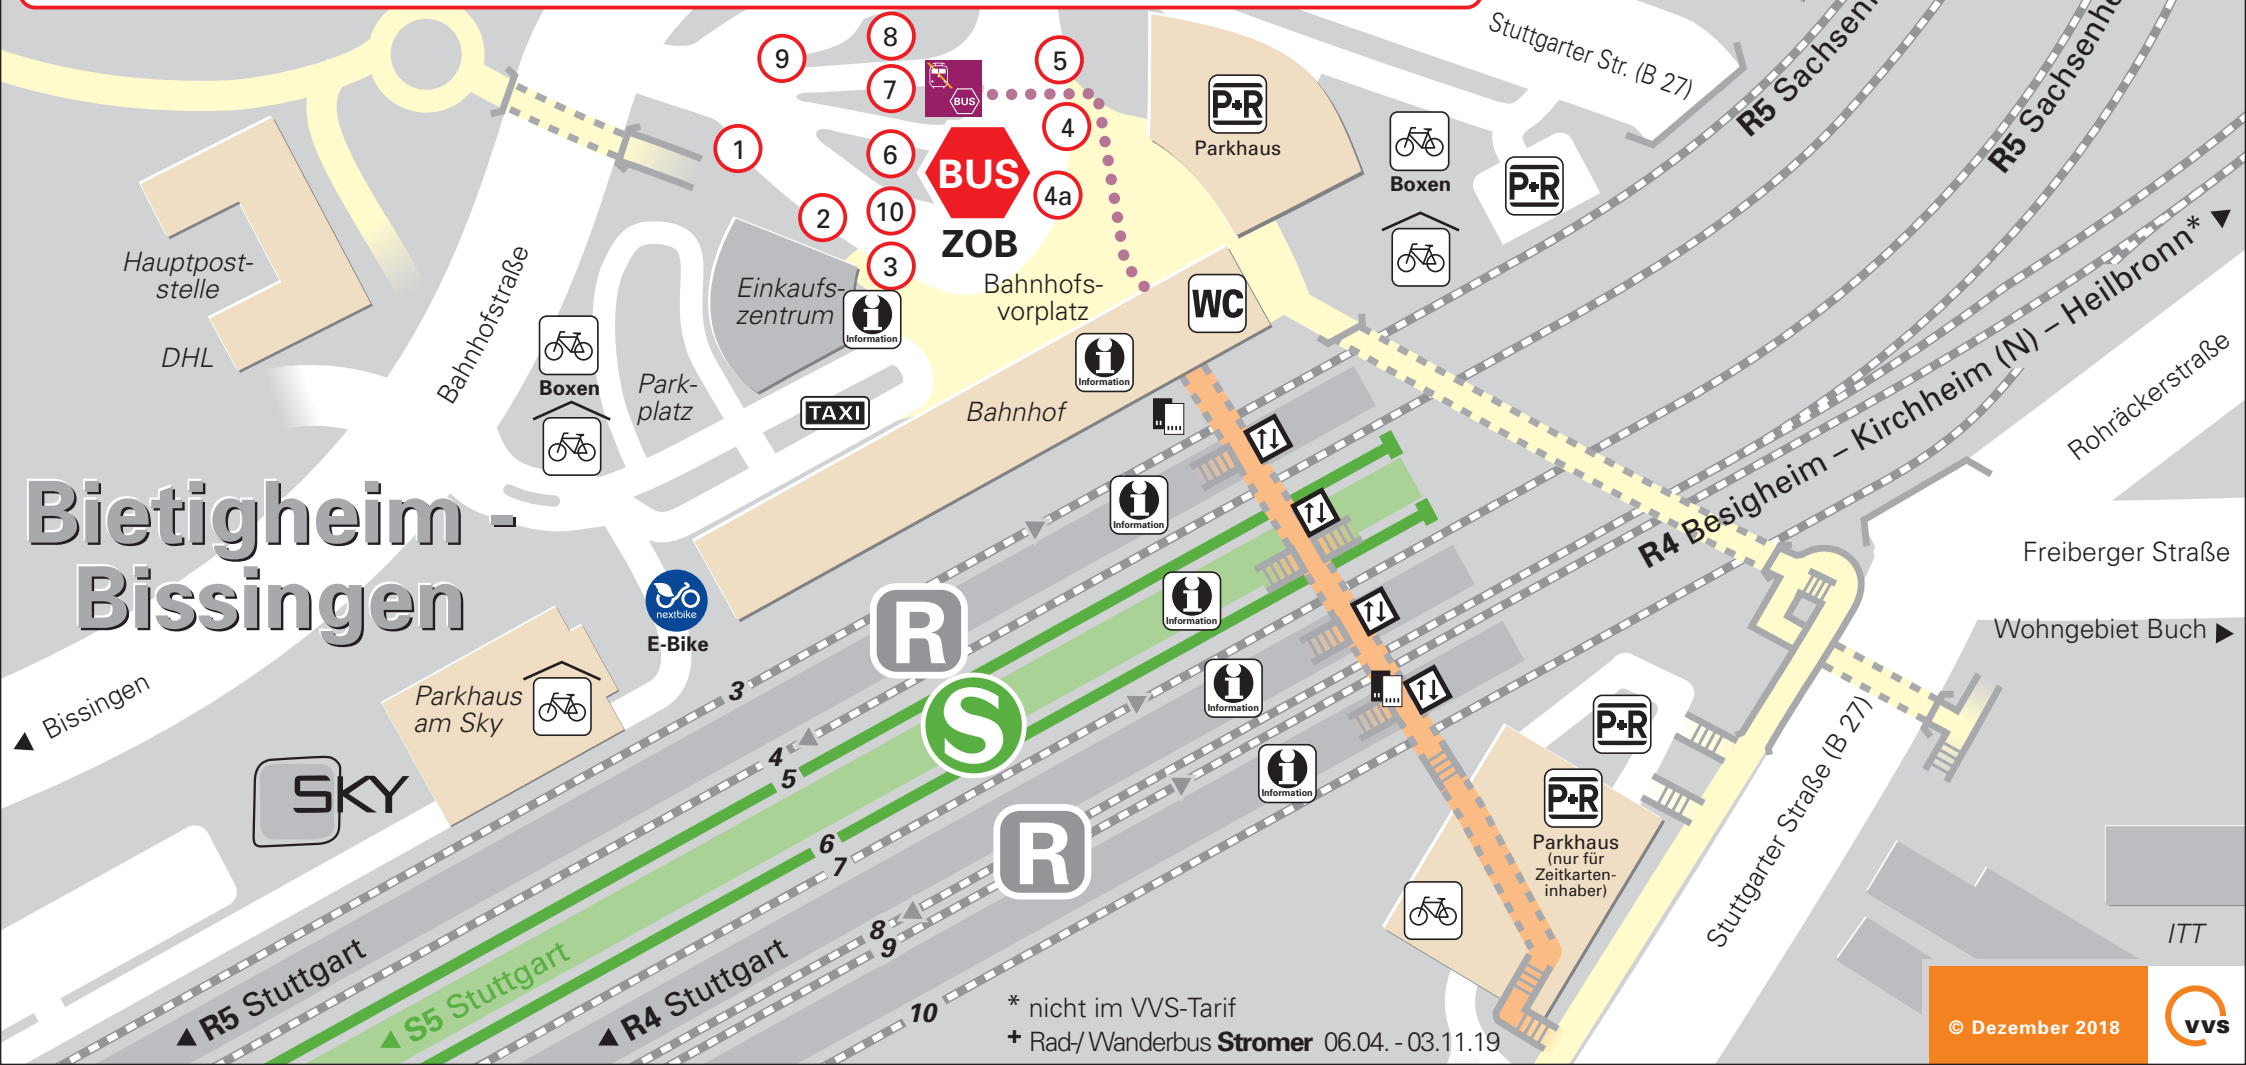 Stuttgarter Str. (B 27)
R5 Sachsenh
R5 Sachsenhe
8
9
5
7
BUS
4
P+R
Parkhaus
1
6
BUS
4a
2
10
ZOB
3
Boxen
P+R
Hauptpost-
stelle
DHL
Bahnhofstraße
Einkaufs-
zentrum
Information
Bahnhofs-
vorplatz
WC
Information
Boxen
Park-
platz
TAXI
Bahnhof
R4 Besigheim – Kirchheim (N) – Heilbronn*
Rohräckerstraße
Bietigheim -
Bissingen
Information
Freiberger Straße
Wohngebiet Buch
nextbike
E-Bike
R
Information
Information
Information
S
R
Bissingen
Parkhaus
am Sky
SKY
3
4
5
6
7
8
9
10
P+R
P+R
Parkhaus
(nur für
Zeitkarten-
inhaber)
Stuttgarter Straße (B 27)
ITT
R5 Stuttgart
S5 Stuttgart
R4 Stuttgart
* nicht im VVS-Tarif
+ Rad-/ Wanderbus Stromer 06.04. - 03.11.19
© Dezember 2018
vvs